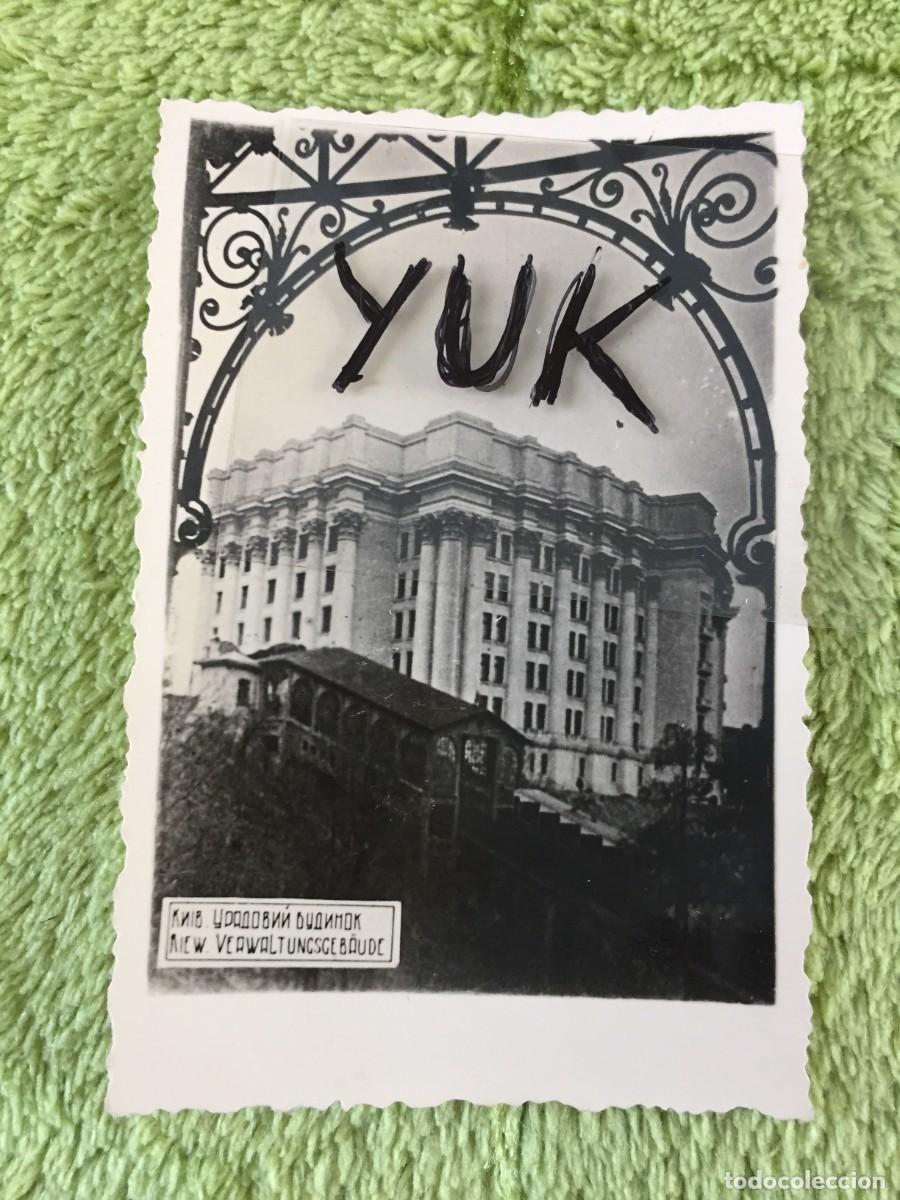 YUK
КИЇВ. УРЯДОВИЙ БУДИНОК
KIEW. VERWALTUNGSGEBÄUDE
todocoleccion